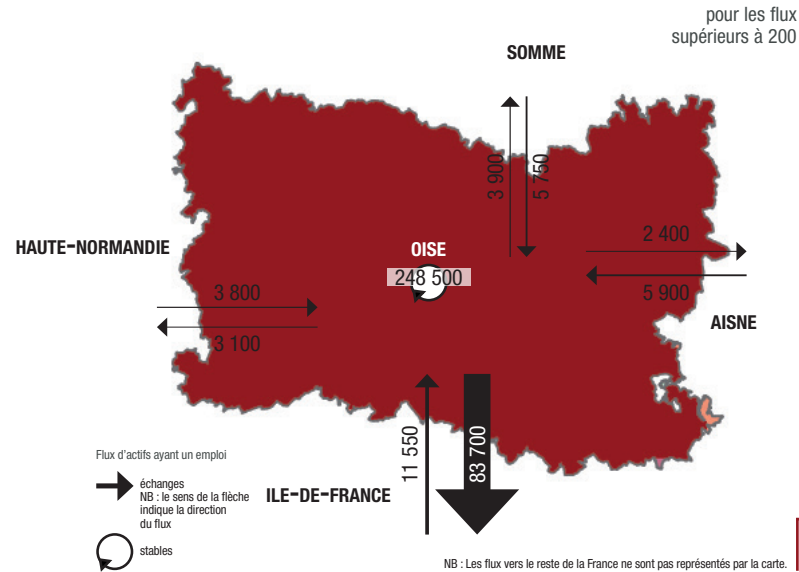 pour les flux
supérieurs à 200
SOMME
3 900
5 750
2 400
HAUTE-NORMANDIE
OISE
248 500
5 900
3 800
AISNE
3 100
11 550
83 700
Flux d'actifs ayant un emploi
échanges
NB : le sens de la flèche
indique la direction
du flux
ILE-DE-FRANCE
stables
NB : Les flux vers le reste de la France ne sont pas représentés par la carte.